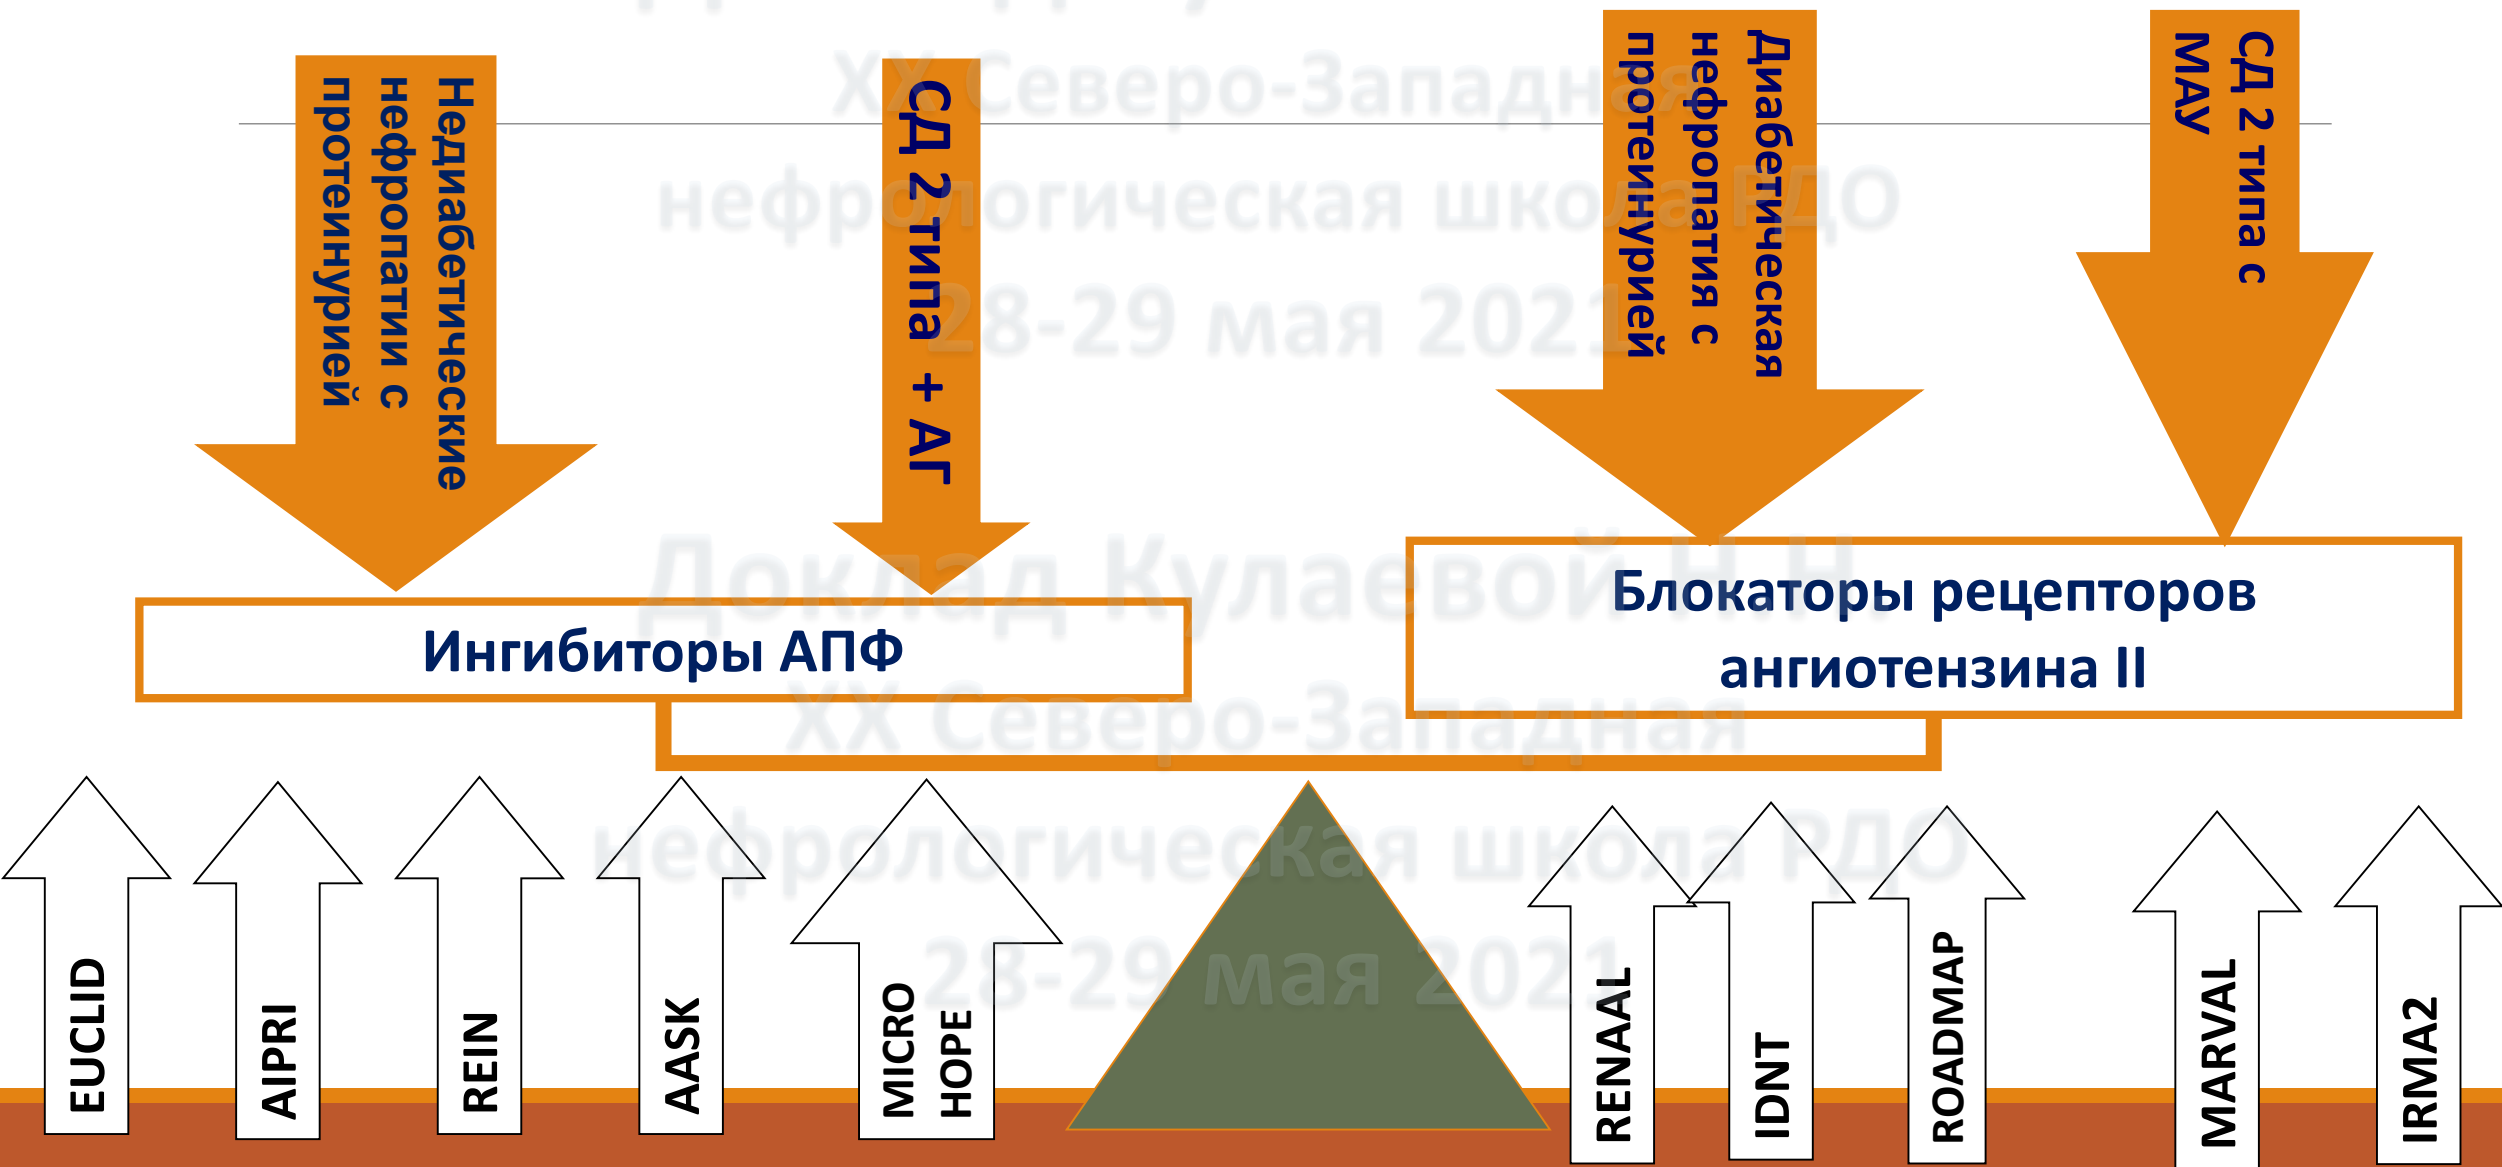 Недиабетические
нефропатии с
протеинурией
СД 2 типа + АГ
Диабетическая
нефропатия с
протеинурией
СД 2 типа с
МАУ
XX Северо-Западная
нефрологическая школа РДО
28-29 мая 2021
Ингибиторы АПФ
Блокаторы рецепторов
ангиотензина II
Доклад Кулаевой Н.Н.
XX Северо-Западная
нефрологическая школа РДО
28-29 мая 2021
EUCLID
AIPRI
REIN
AASK
MICRO
HOPE
RENAAL
IDNT
ROADMAP
MARVAL
IRMA2